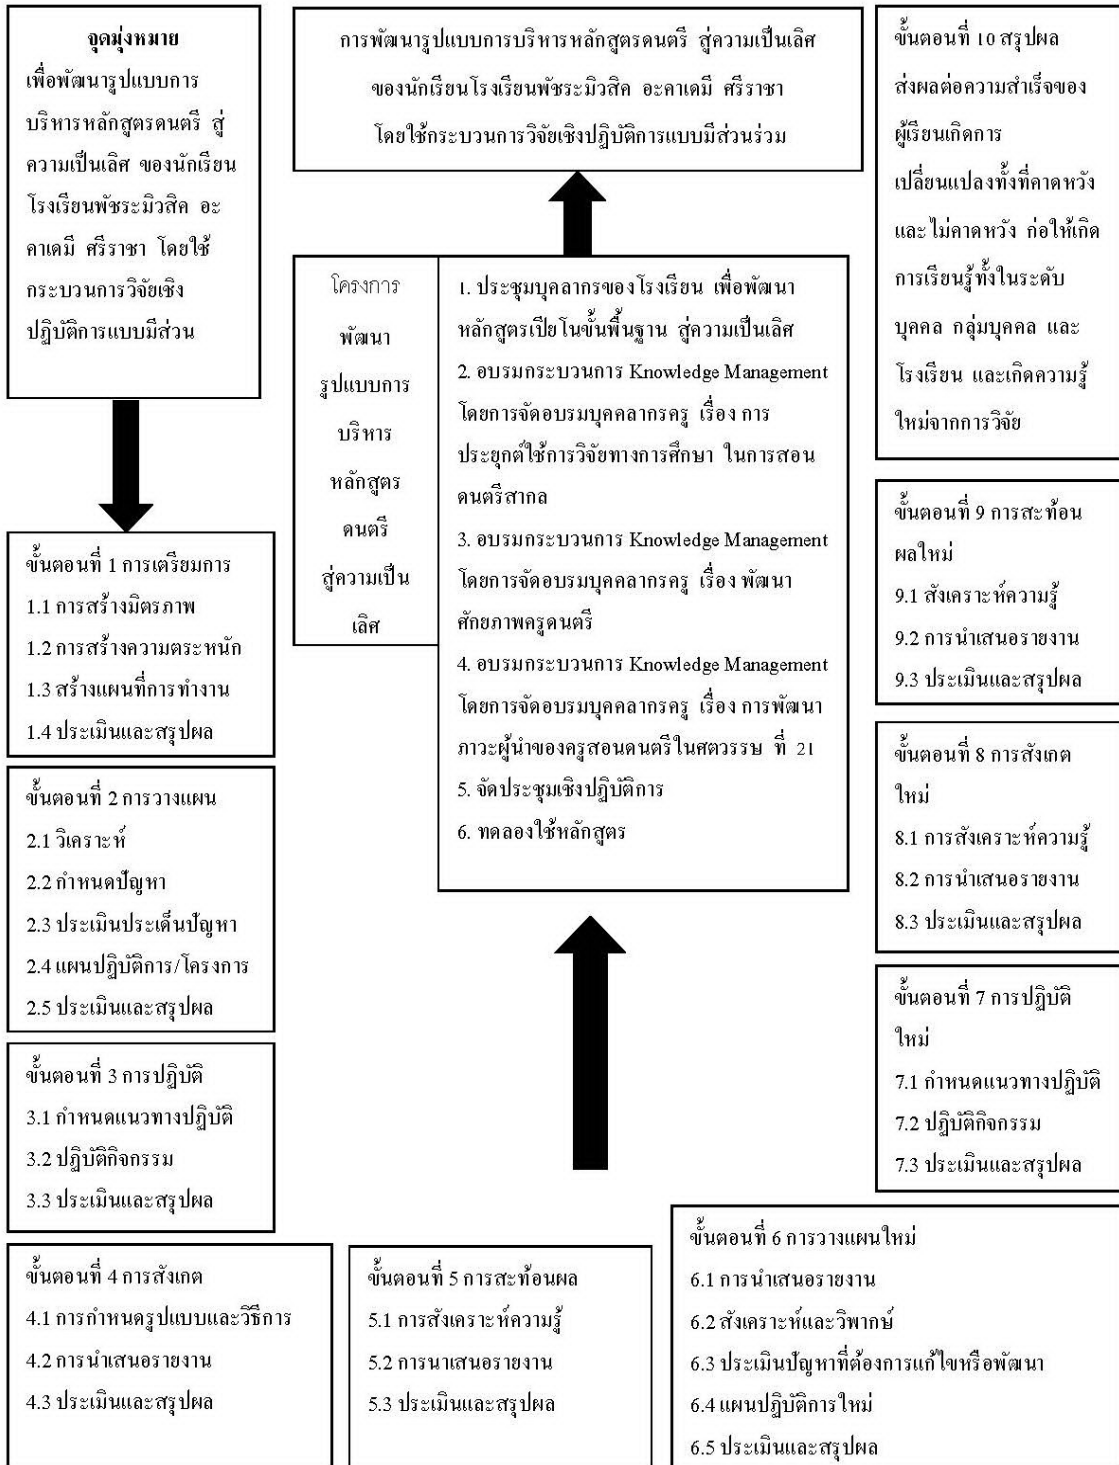 จุดมุ่งหมาย
เพื่อพัฒนารูปแบบการ
บริหารหลักสูตรดนตรี สู่
ความเป็นเลิศ ของนักเรียน
โรงเรียนพัชระมิวสิค อะ
คาเดมี ศรีราชา โดยใช้
กระบวนการวิจัยเชิง
ปฏิบัติการแบบมีส่วน
ขั้นตอนที่ 1 การเตรียมการ
1.1 การสร้างมิตรภาพ
1.2 การสร้างความตระหนัก
1.3 สร้างแผนที่การทำงาน
1.4 ประเมินและสรุปผล
ขั้นตอนที่ 2 การวางแผน
2.1 วิเคราะห์
2.2 กำหนดปัญหา
2.3 ประเมินประเด็นปัญหา
2.4 แผนปฏิบัติการ/โครงการ
2.5 ประเมินและสรุปผล
ขั้นตอนที่ 3 การปฏิบัติ
3.1 กำหนดแนวทางปฏิบัติ
3.2 ปฏิบัติกิจกรรม
3.3 ประเมินและสรุปผล
ขั้นตอนที่ 4 การสังเกต
4.1 การกำหนดรูปแบบและวิธีการ
4.2 การนำเสนอรายงาน
4.3 ประเมินและสรุปผล
ขั้นตอนที่ 5 การสะท้อนผล
5.1 การสังเคราะห์ความรู้
5.2 การนาเสนอรายงาน
5.3 ประเมินและสรุปผล
ขั้นตอนที่ 6 การวางแผนใหม่
6.1 การนำเสนอรายงาน
6.2 สังเคราะห์และวิพากษ์
6.3 ประเมินปัญหาที่ต้องการแก้ไขหรือพัฒนา
6.4 แผนปฏิบัติการใหม่
6.5 ประเมินและสรุปผล
ขั้นตอนที่ 7 การปฏิบัติ
ใหม่
7.1 กำหนดแนวทางปฏิบัติ
7.2 ปฏิบัติกิจกรรม
7.3 ประเมินและสรุปผล
ขั้นตอนที่ 8 การสังเกต
ใหม่
8.1 การสังเคราะห์ความรู้
8.2 การนำเสนอรายงาน
8.3 ประเมินและสรุปผล
ขั้นตอนที่ 9 การสะท้อน
ผลใหม่
9.1 สังเคราะห์ความรู้
9.2 การนำเสนอรายงาน
9.3 ประเมินและสรุปผล
ขั้นตอนที่ 10 สรุปผล
ส่งผลต่อความสำเร็จของ
ผู้เรียนเกิดการ
เปลี่ยนแปลงทั้งที่คาดหวัง
และไม่คาดหวัง ก่อให้เกิด
การเรียนรู้ทั้งในระดับ
บุคคล กลุ่มบุคคล และ
โรงเรียน และเกิดความรู้
ใหม่จากการวิจัย
การพัฒนารูปแบบการบริหารหลักสูตรดนตรี สู่ความเป็นเลิศ
ของนักเรียนโรงเรียนพัชระมิวสิค อะคาเดมี ศรีราชา
โดยใช้กระบวนการวิจัยเชิงปฏิบัติการแบบมีส่วนร่วม
โครงการ
พัฒนา
รูปแบบการ
บริหาร
หลักสูตร
ดนตรี
สู่ความเป็น
เลิศ
1. ประชุมบุคลากรของโรงเรียน เพื่อพัฒนา
หลักสูตรเปียโนขั้นพื้นฐาน สู่ความเป็นเลิศ
2. อบรมกระบวนการ Knowledge Management
โดยการจัดอบรมบุคคลากรครู เรื่อง การ
ประยุกต์ใช้การวิจัยทางการศึกษา ในการสอน
ดนตรีสากล
3. อบรมกระบวนการ Knowledge Management
โดยการจัดอบรมบุคคลากรครู เรื่อง พัฒนา
ศักยภาพครูดนตรี
4. อบรมกระบวนการ Knowledge Management
โดยการจัดอบรมบุคคลากรครู เรื่อง การพัฒนา
ภาวะผู้นำของครูสอนดนตรีในศตวรรษ ที่ 21
5. จัดประชุมเชิงปฏิบัติการ
6. ทดลองใช้หลักสูตร